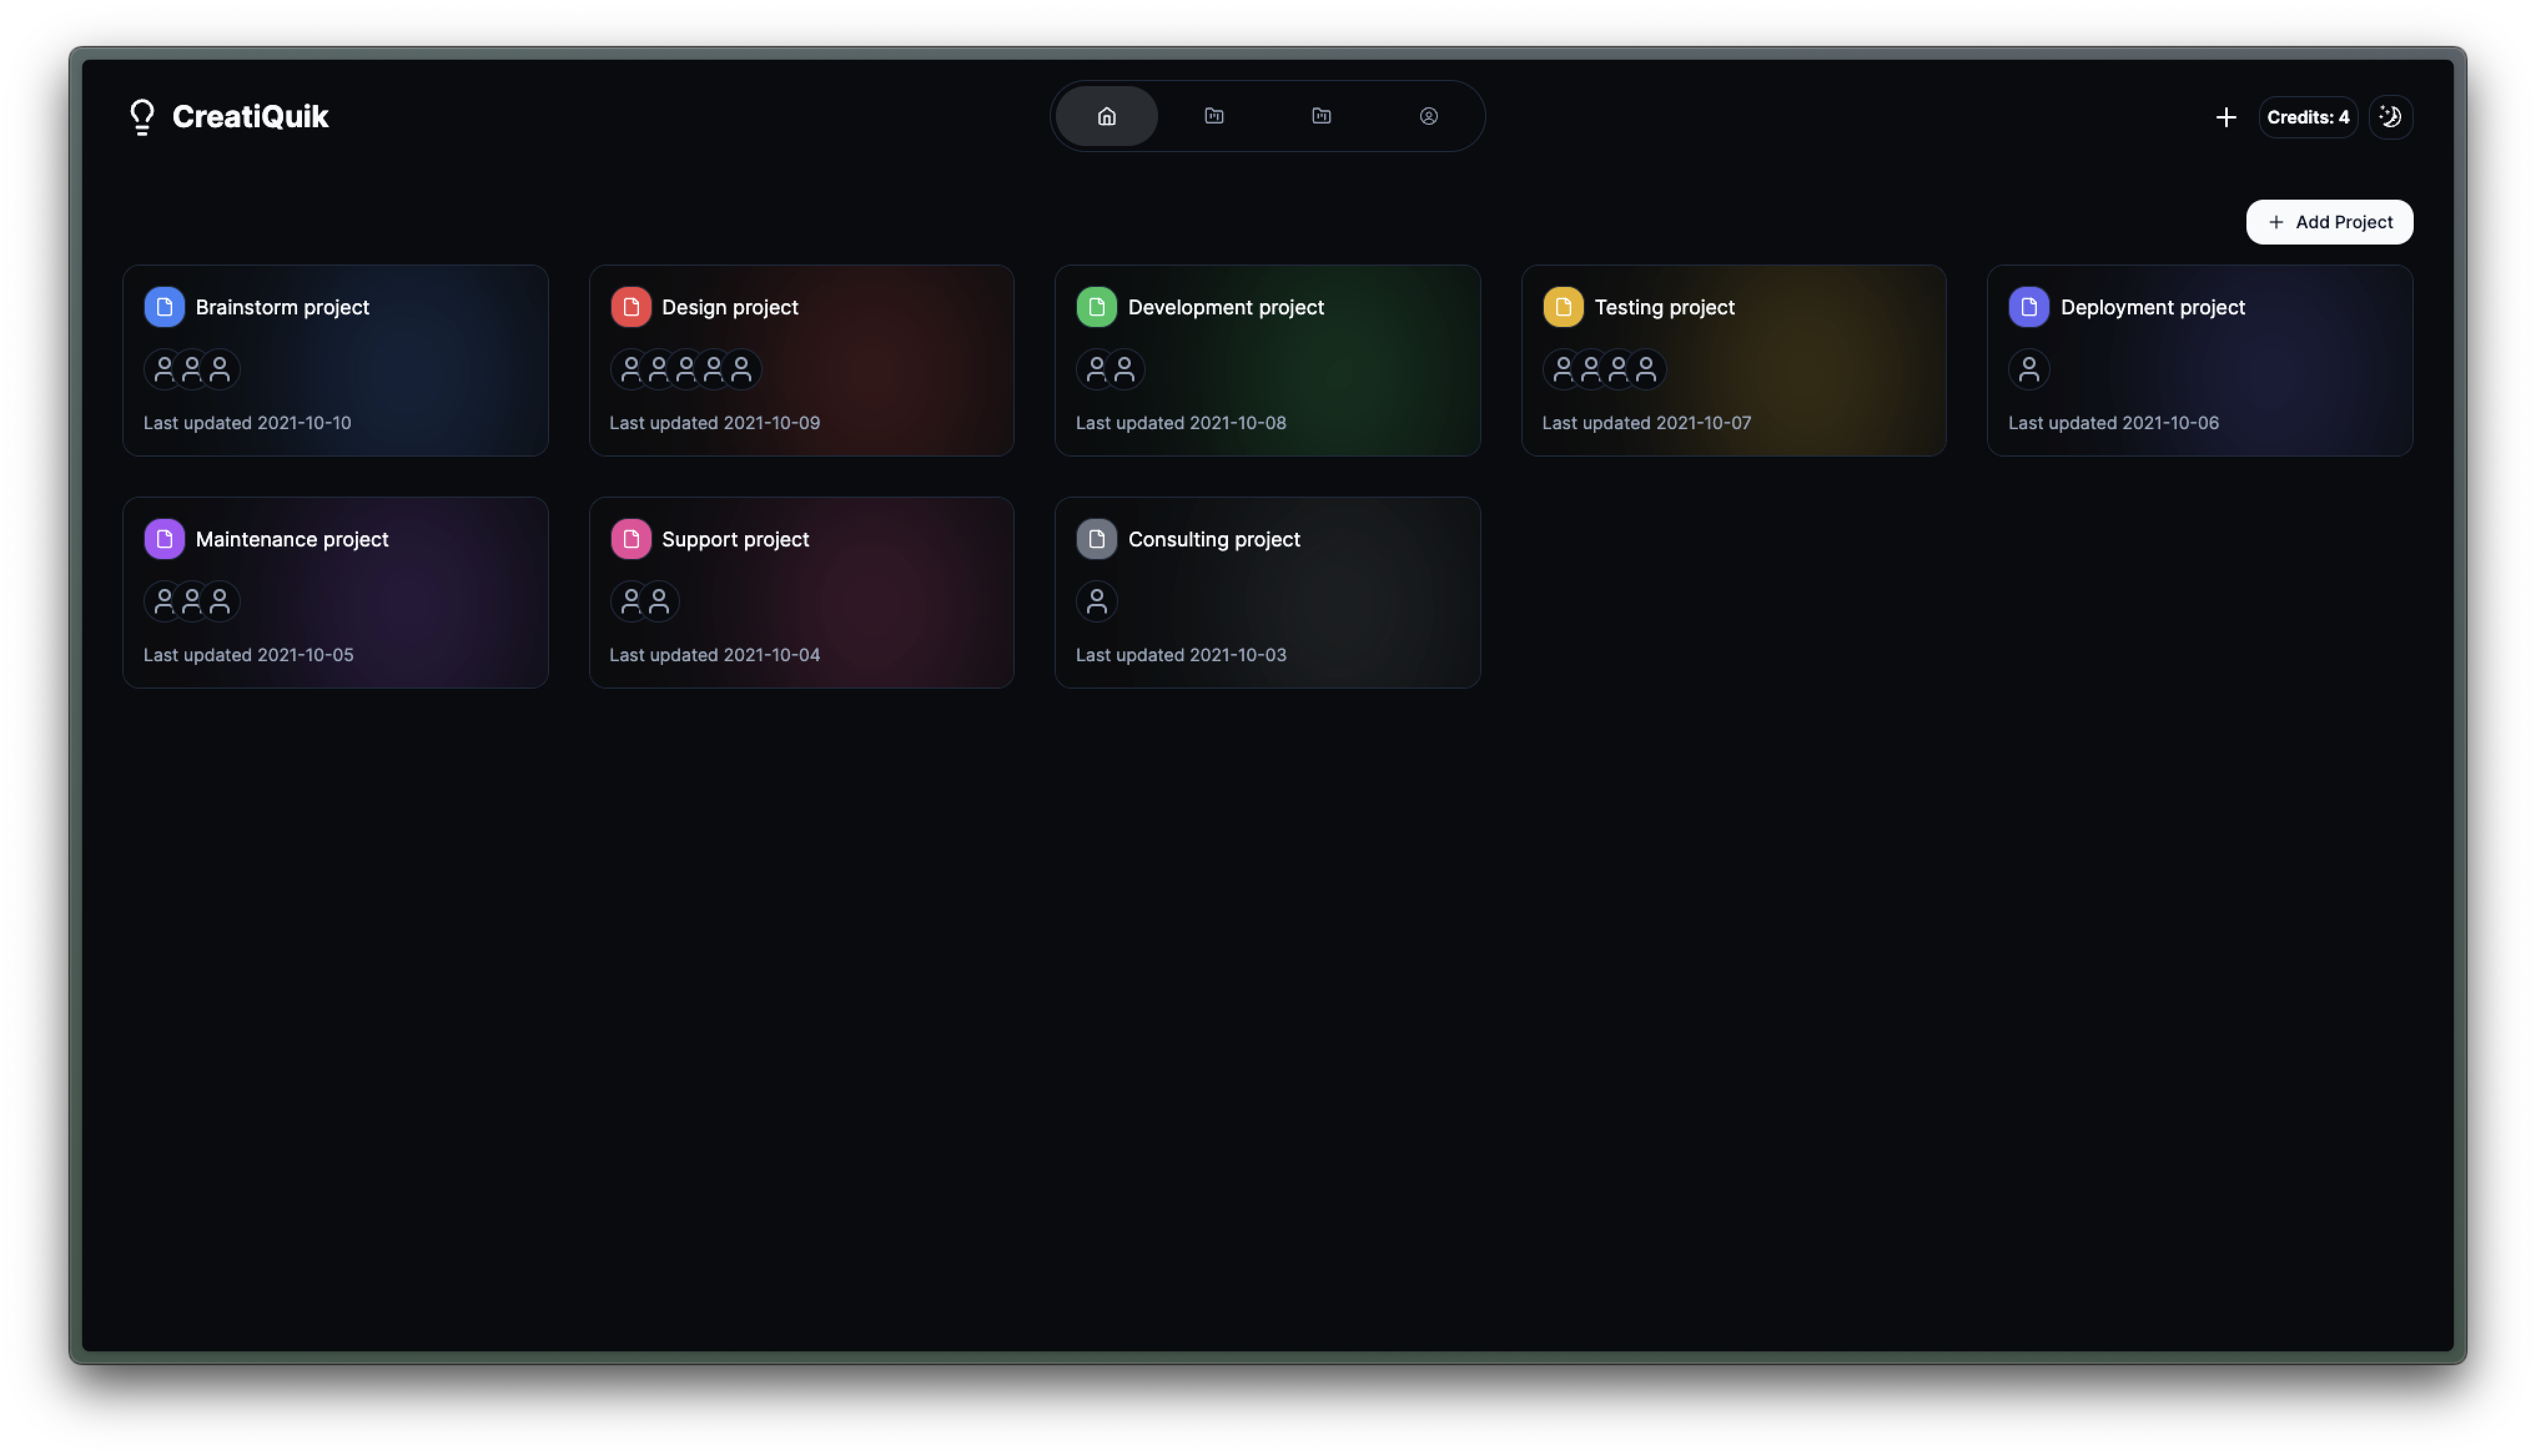 CreatiQuik
Credits: 4
Add Project
Brainstorm project
Last updated 2021-10-10
Design project
Last updated 2021-10-09
Development project
Last updated 2021-10-08
Testing project
Last updated 2021-10-07
Deployment project
Last updated 2021-10-06
Maintenance project
Last updated 2021-10-05
Support project
Last updated 2021-10-04
Consulting project
Last updated 2021-10-03